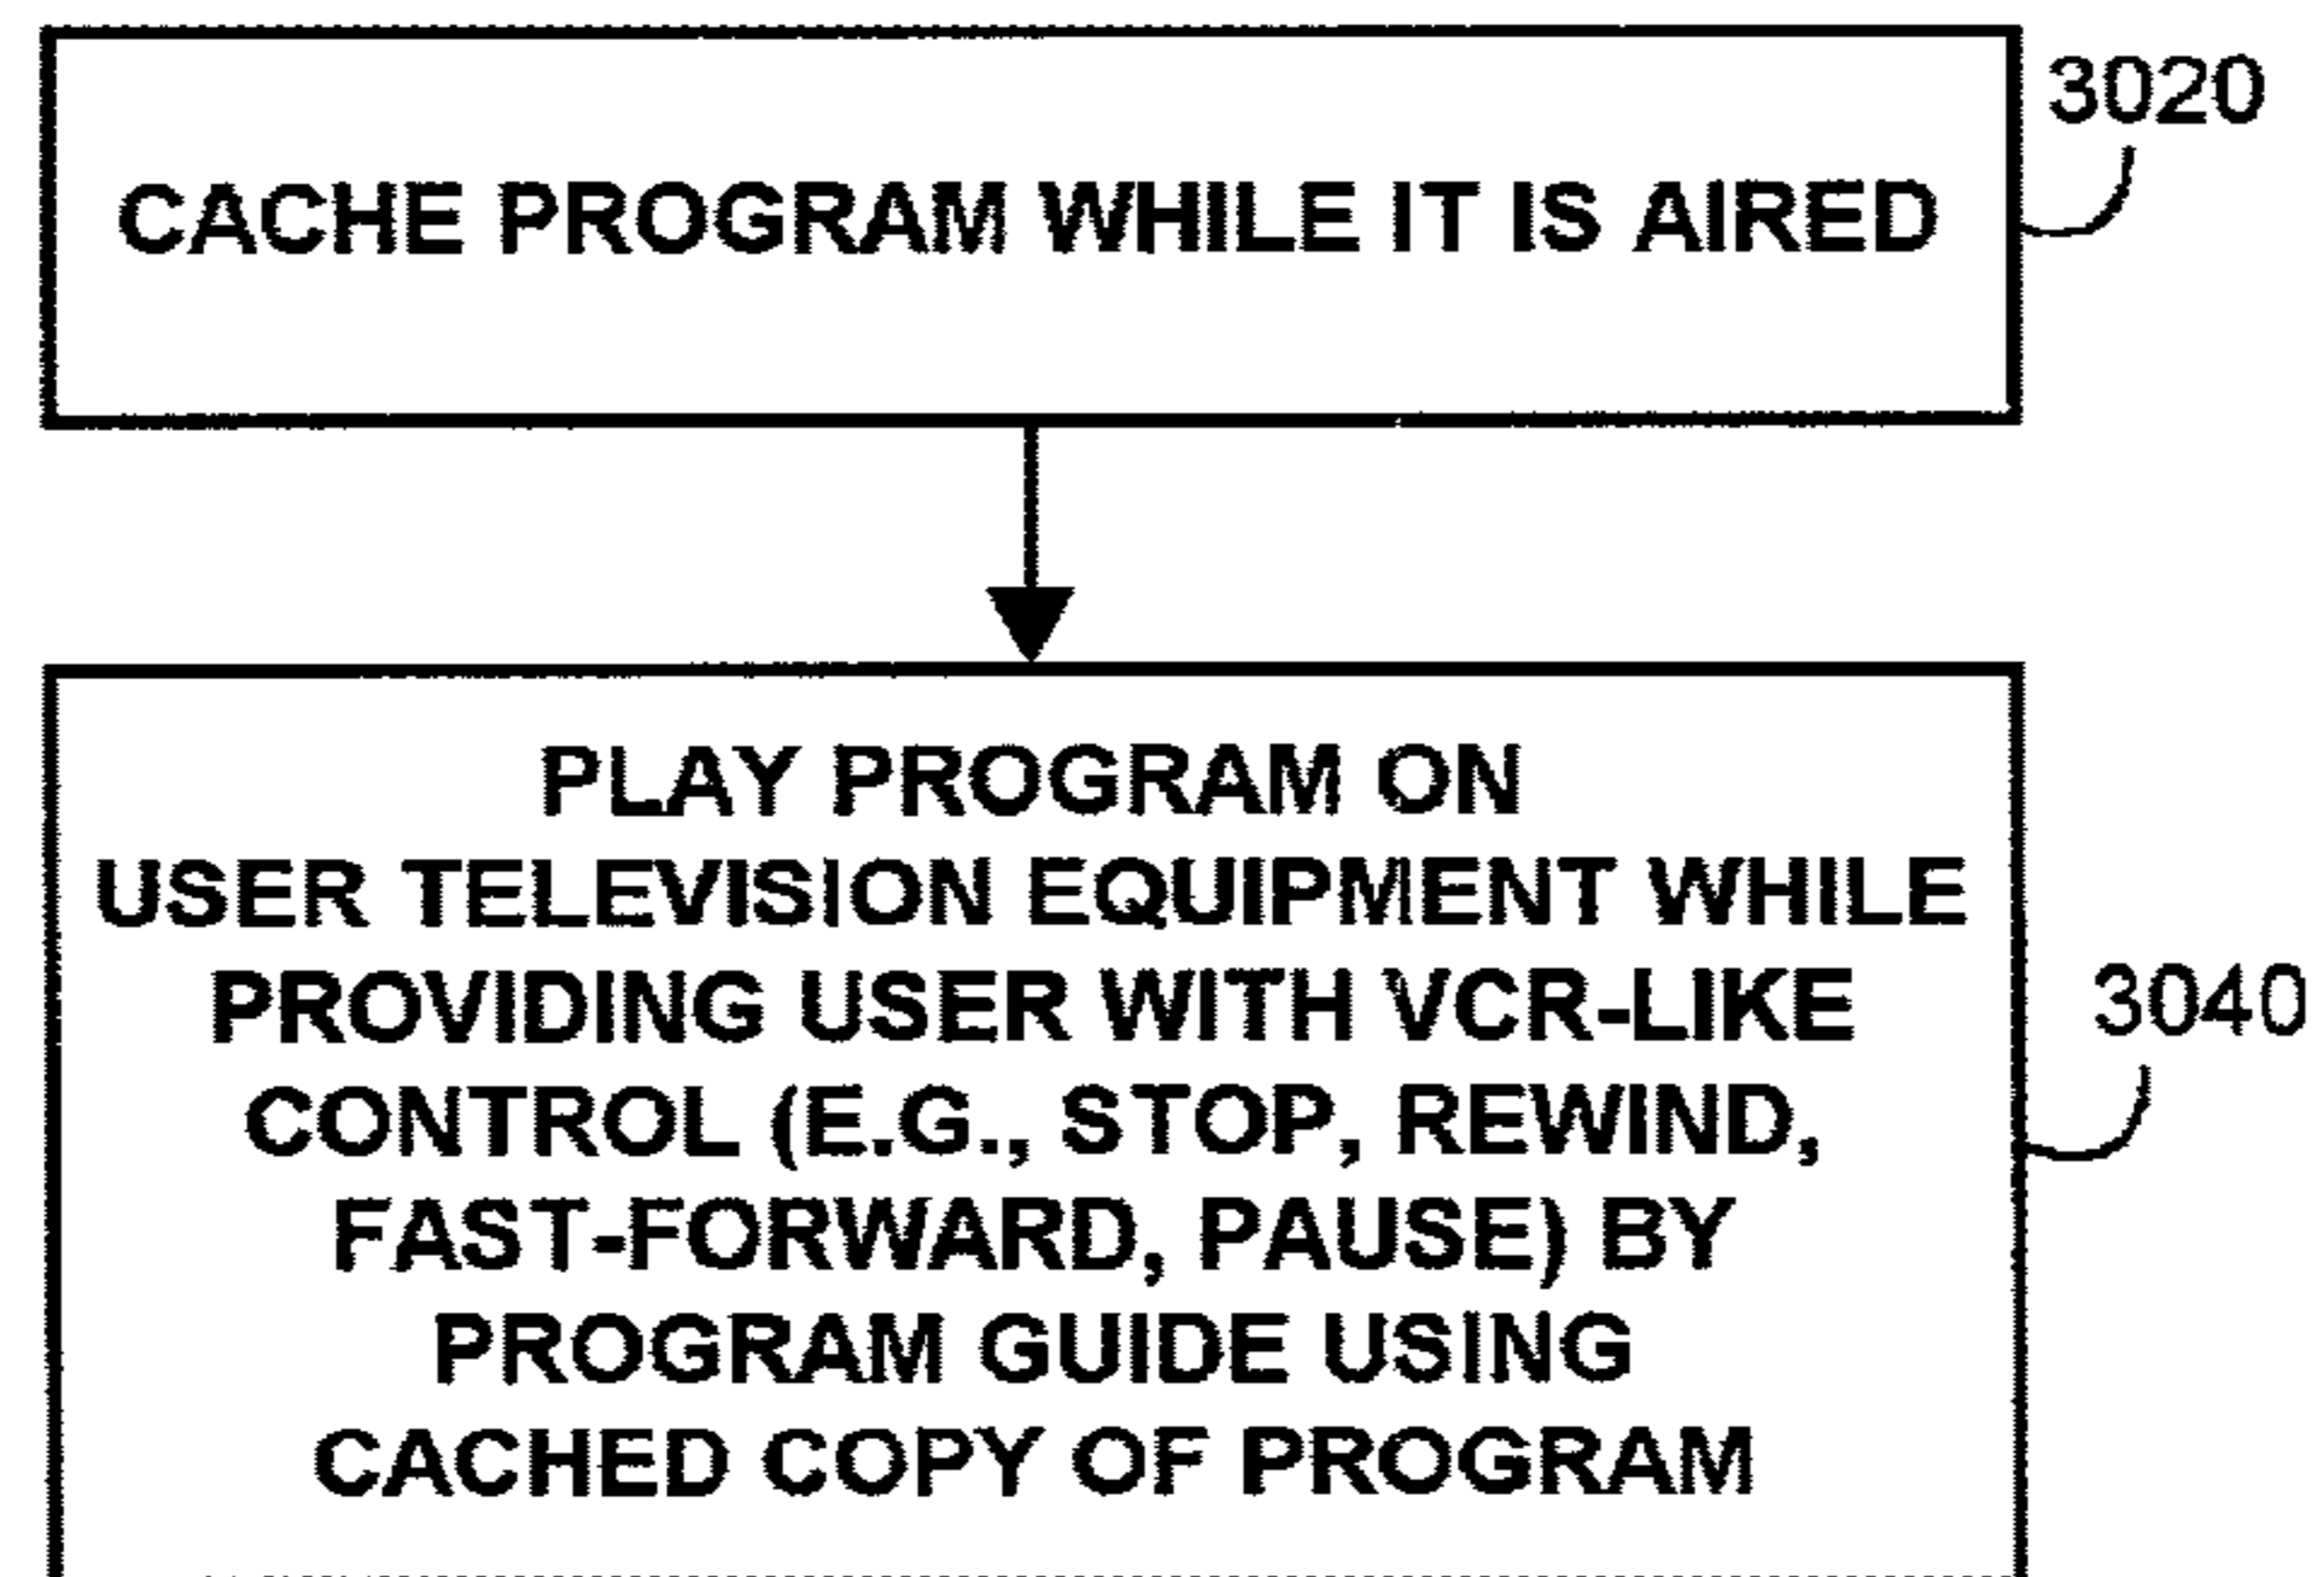 3020
CACHE PROGRAM WHILE IT IS AIRED
PLAY PROGRAM ON
USER TELEVISION EQUIPMENT WHILE
PROVIDING USER WITH VCR-LIKE
3040
CONTROL (E.G., STOP, REWIND,
FAST-FORWARD, PAUSE) BY
PROGRAM GUIDE USING
CACHED COPY OF PROGRAM